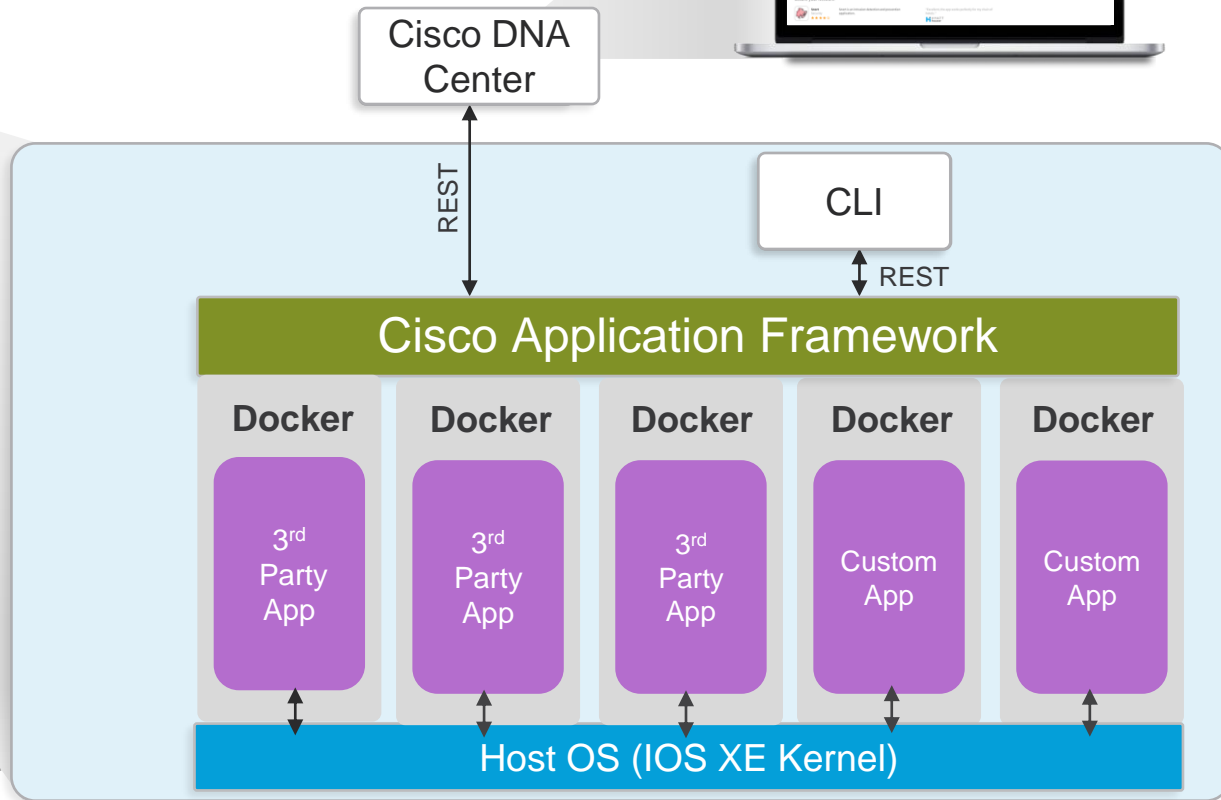 Cisco DNA
Center
REST
CLI
REST
Cisco Application Framework
Docker
Docker
Docker
Docker
Docker
3rd
Party
App
3rd
Party
App
3rd
Party
App
Custom
App
Custom
App
Host OS (IOS XE Kernel)